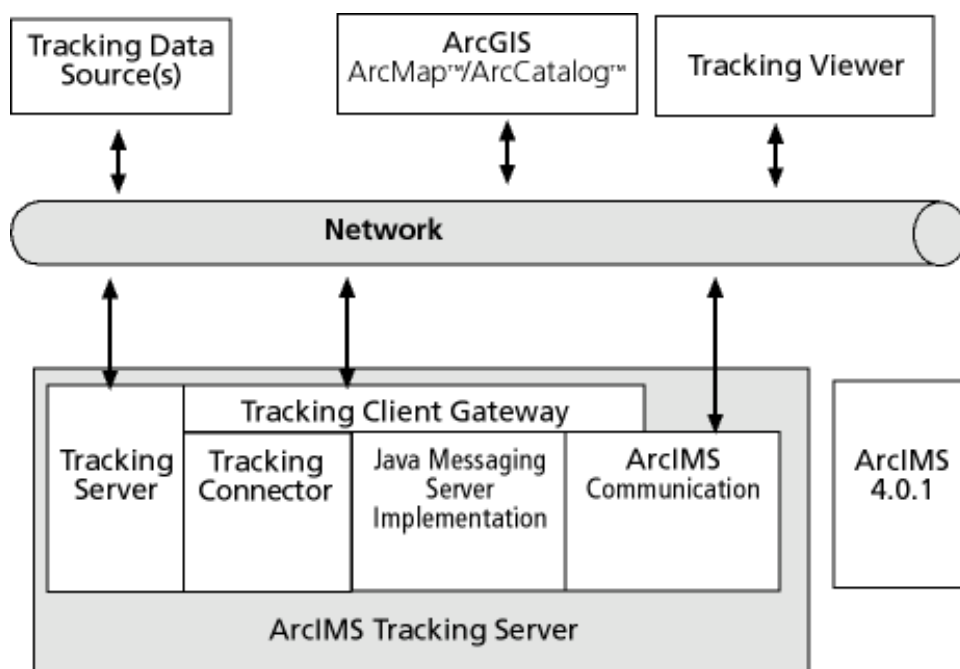 Tracking Data
Source(s)
ArcGIS
ArcMap™/ArcCatalog™
Tracking Viewer
Network
Tracking Client Gateway
Tracking
Server
Tracking
Connector
Java Messaging
Server
Implementation
ArcIMS
Communication
ArcIMS
4.0.1
ArcIMS Tracking Server